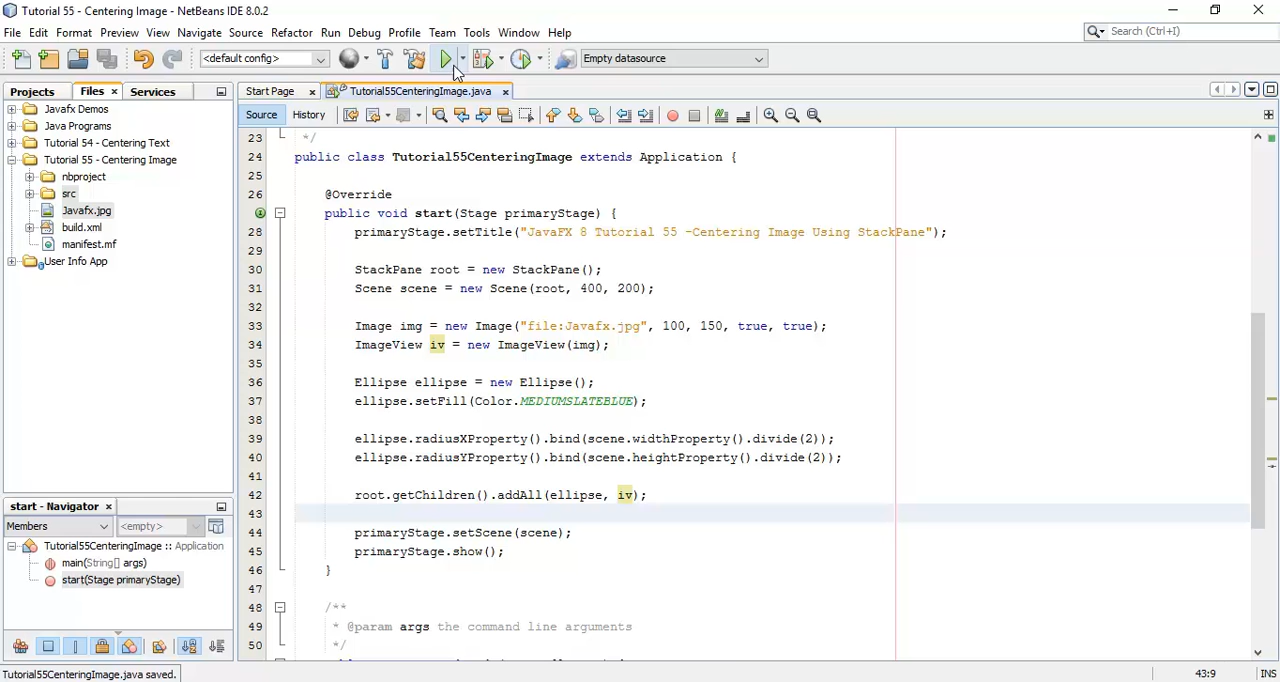 Tutorial 55 - Centering Image - NetBeans IDE 8.0.2
File Edit Format Preview View Navigate Source Refactor Run Debug Profile Team Tools Window Help
Search (Ctrl+I)
<default config>
Empty datasource
Projects Files Services
Start Page Tutorial55CenteringImage.java
Source History
Javafx Demos
Java Programs
Tutorial 54 - Centering Text
Tutorial 55 - Centering Image
nbproject
src
Javafx.jpg
build.xml
manifest.mf
User Info App
23 */
24 public class Tutorial55CenteringImage extends Application {
25
26 @Override
public void start(Stage primaryStage) {
28 primaryStage.setTitle("JavaFX 8 Tutorial 55 -Centering Image Using StackPane");
29
30 StackPane root = new StackPane();
31 Scene scene = new Scene(root, 400, 200);
32
33 Image img = new Image("file:Javafx.jpg", 100, 150, true, true);
34 ImageView iv = new ImageView(img);
35
36 Ellipse ellipse = new Ellipse();
37 ellipse.setFill(Color.MEDIUMSLATEBLUE);
38
39 ellipse.radiusXProperty().bind(scene.widthProperty().divide(2));
40 ellipse.radiusYProperty().bind(scene.heightProperty().divide(2));
41
42 root.getChildren().addAll(ellipse, iv);
43
44 primaryStage.setScene(scene);
45 primaryStage.show();
46 }
47
48 /**
49 * @param args the command line arguments
50 */
start - Navigator
Members <empty>
Tutorial55CenteringImage :: Application
main(String[] args)
start(Stage primaryStage)
Tutorial55CenteringImage.java saved.
43:9 INS